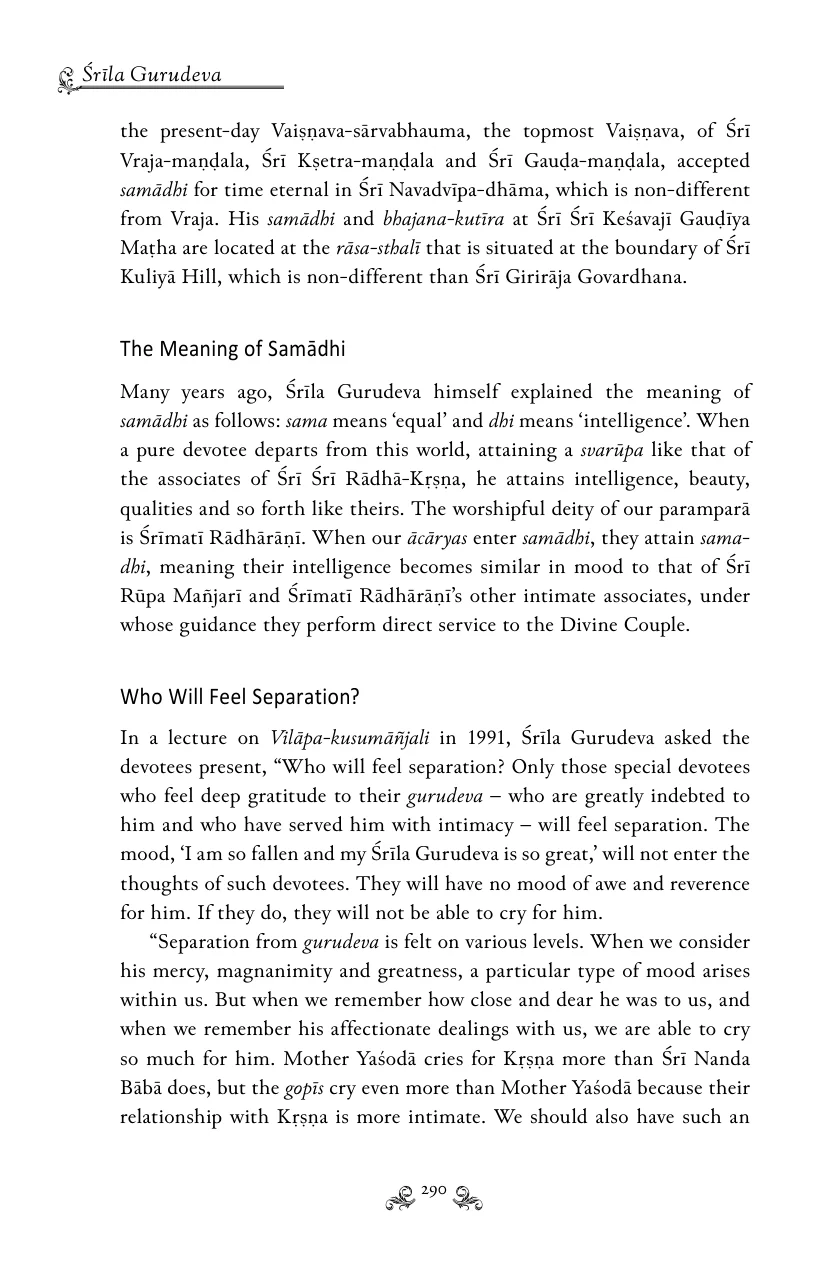 Śrīla Gurudeva
the present-day Vaiṣṇava-sārvabhauma, the topmost Vaiṣṇava, of Śrī
Vraja-maṇḍala, Śrī Kṣetra-maṇḍala and Śrī Gauḍa-maṇḍala, accepted
samādhi for time eternal in Śrī Navadvīpa-dhāma, which is non-different
from Vraja. His samādhi and bhajana-kutīra at Śrī Śrī Keśavajī Gauḍīya
Maṭha are located at the rāsa-sthalī that is situated at the boundary of Śrī
Kuliyā Hill, which is non-different than Śrī Girirāja Govardhana.
The Meaning of Samādhi
Many years ago, Śrīla Gurudeva himself explained the meaning of
samādhi as follows: sama means ‘equal’ and dhi means ‘intelligence’. When
a pure devotee departs from this world, attaining a svarūpa like that of
the associates of Śrī Śrī Rādhā-Kṛṣṇa, he attains intelligence, beauty,
qualities and so forth like theirs. The worshipful deity of our paramparā
is Śrīmatī Rādhārāṇī. When our ācāryas enter samādhi, they attain sama-
dhi, meaning their intelligence becomes similar in mood to that of Śrī
Rūpa Mañjarī and Śrīmatī Rādhārāṇī’s other intimate associates, under
whose guidance they perform direct service to the Divine Couple.
Who Will Feel Separation?
In a lecture on Vilāpa-kusumāñjali in 1991, Śrīla Gurudeva asked the
devotees present, “Who will feel separation? Only those special devotees
who feel deep gratitude to their gurudeva – who are greatly indebted to
him and who have served him with intimacy – will feel separation. The
mood, ‘I am so fallen and my Śrīla Gurudeva is so great,’ will not enter the
thoughts of such devotees. They will have no mood of awe and reverence
for him. If they do, they will not be able to cry for him.
“Separation from gurudeva is felt on various levels. When we consider
his mercy, magnanimity and greatness, a particular type of mood arises
within us. But when we remember how close and dear he was to us, and
when we remember his affectionate dealings with us, we are able to cry
so much for him. Mother Yaśodā cries for Kṛṣṇa more than Śrī Nanda
Bābā does, but the gopīs cry even more than Mother Yaśodā because their
relationship with Kṛṣṇa is more intimate. We should also have such an
290